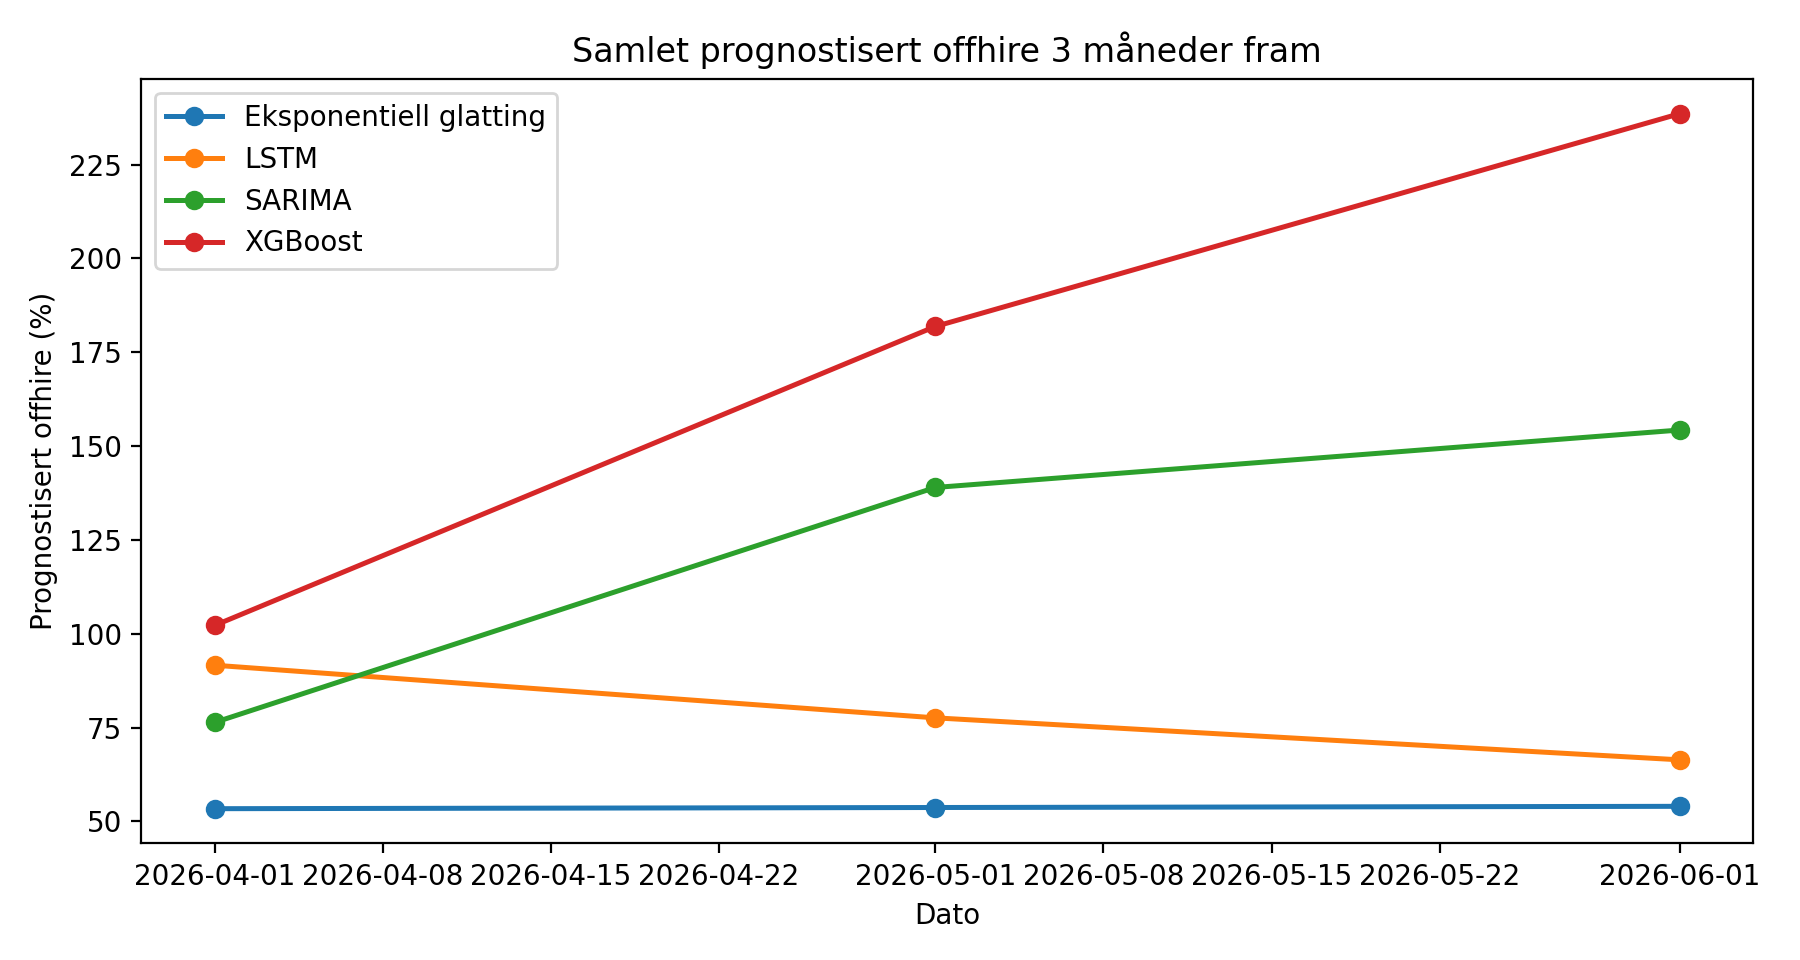 Samlet prognostisert offhire 3 måneder fram
Eksponentiell glatting
LSTM
SARIMA
XGBoost
Prognostisert offhire (%)
225
200
175
150
125
100
75
50
2026-04-01 2026-04-08 2026-04-15 2026-04-22 2026-05-01 2026-05-08 2026-05-15 2026-05-22 2026-06-01
Dato